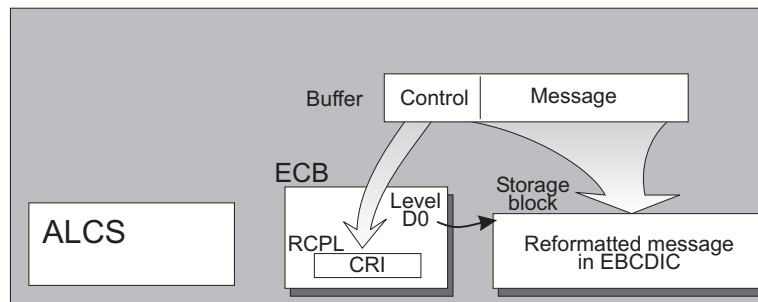 Buffer
Control
Message
ECB
Level
D0
Storage
block
ALCS
RCPL
CRI
Reformatted message
in EBCDIC